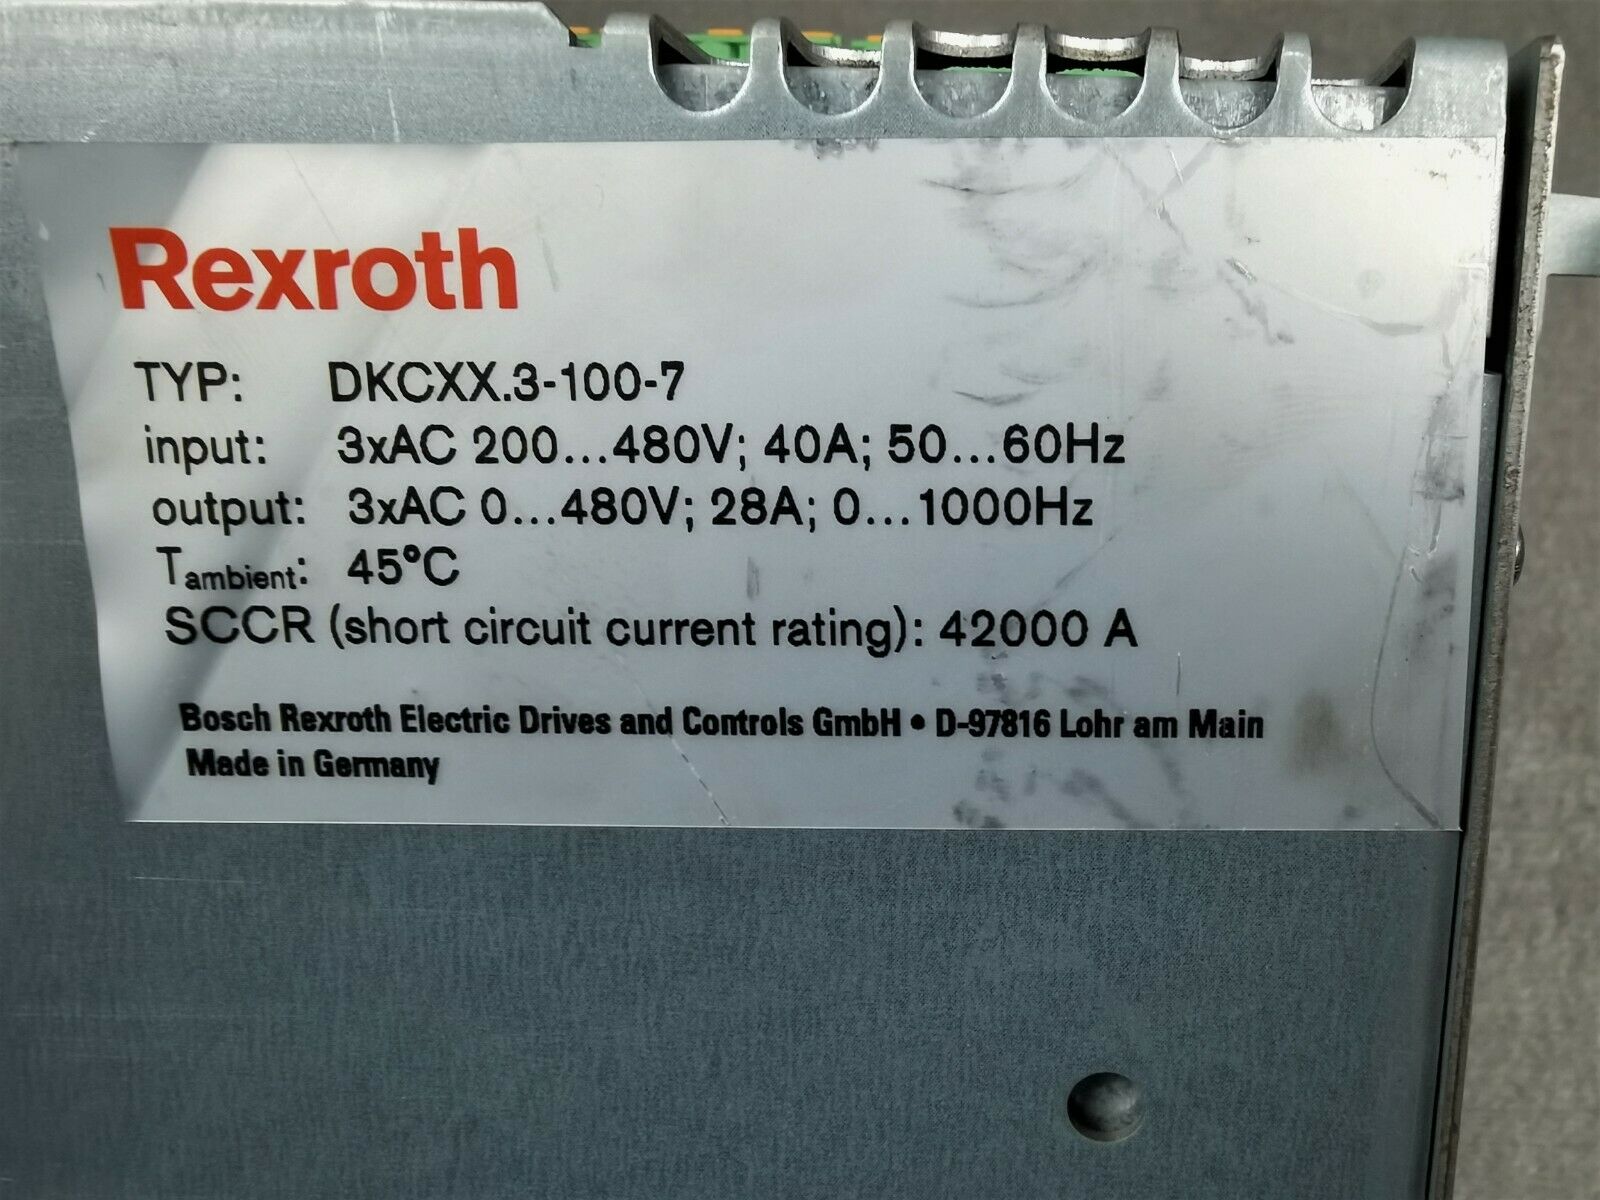 Rexroth
TYP: DKCXX.3-100-7
input: 3xAC 200...480V; 40A; 50...60Hz
output: 3xAC 0...480V; 28A; 0...1000Hz
Tambient: 45°C
SCCR (short circuit current rating): 42000 A
Bosch Rexroth Electric Drives and Controls GmbH • D-97816 Lohr am Main
Made in Germany